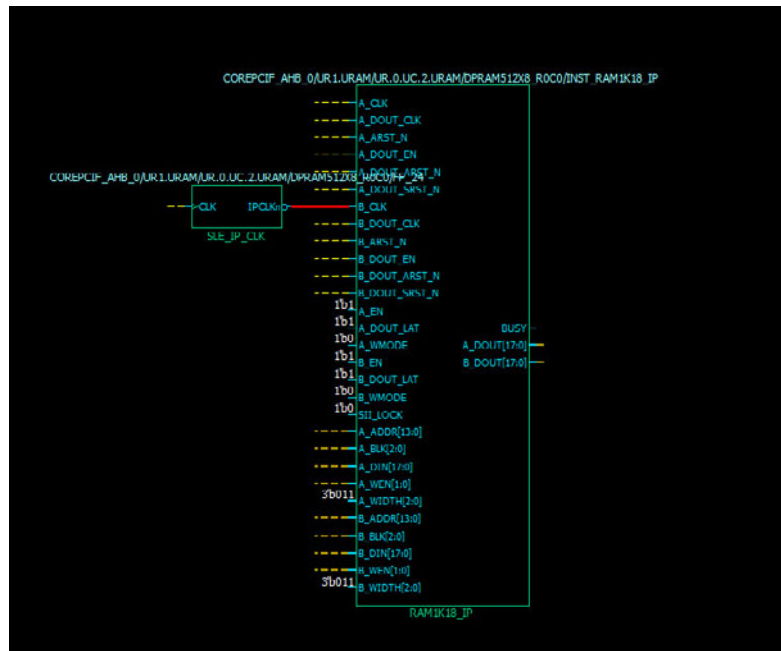 COREPCIF_AHB_0/UR1.URAM/UR.0.UC.2.URAM/DPRAM512X8_R0C0/INST_RAM1K18_IP
A_CLK
A_DOUT_CLK
A_ARST_N
A_DOUT_EN
A_DOUT_ARST_N
COREPCIF_AHB_0/UR1.URAM/UR.0.UC.2.URAM/DPRAM512X8_R0C0/FF_24
A_DOUT_SRST_N
CLK IPCLKn B_CLK
B_DOUT_CLK
SLE_IP_CLK
B_ARST_N
B_DOUT_EN
B_DOUT_ARST_N
B_DOUT_SRST_N
1'b1 A_EN
1'b1 A_DOUT_LAT BUSY
1'b0 A_WMODE A_DOUT[17:0]
1'b1 B_EN B_DOUT[17:0]
1'b1 B_DOUT_LAT
1'b0 B_WMODE
1'b0 SII_LOCK
A_ADDR[13:0]
A_BLK[2:0]
A_DIN[17:0]
A_WEN[1:0]
3'b011 A_WIDTH[2:0]
B_ADDR[13:0]
B_BLK[2:0]
B_DIN[17:0]
B_WEN[1:0]
3'b011 B_WIDTH[2:0]
RAM1K18_IP